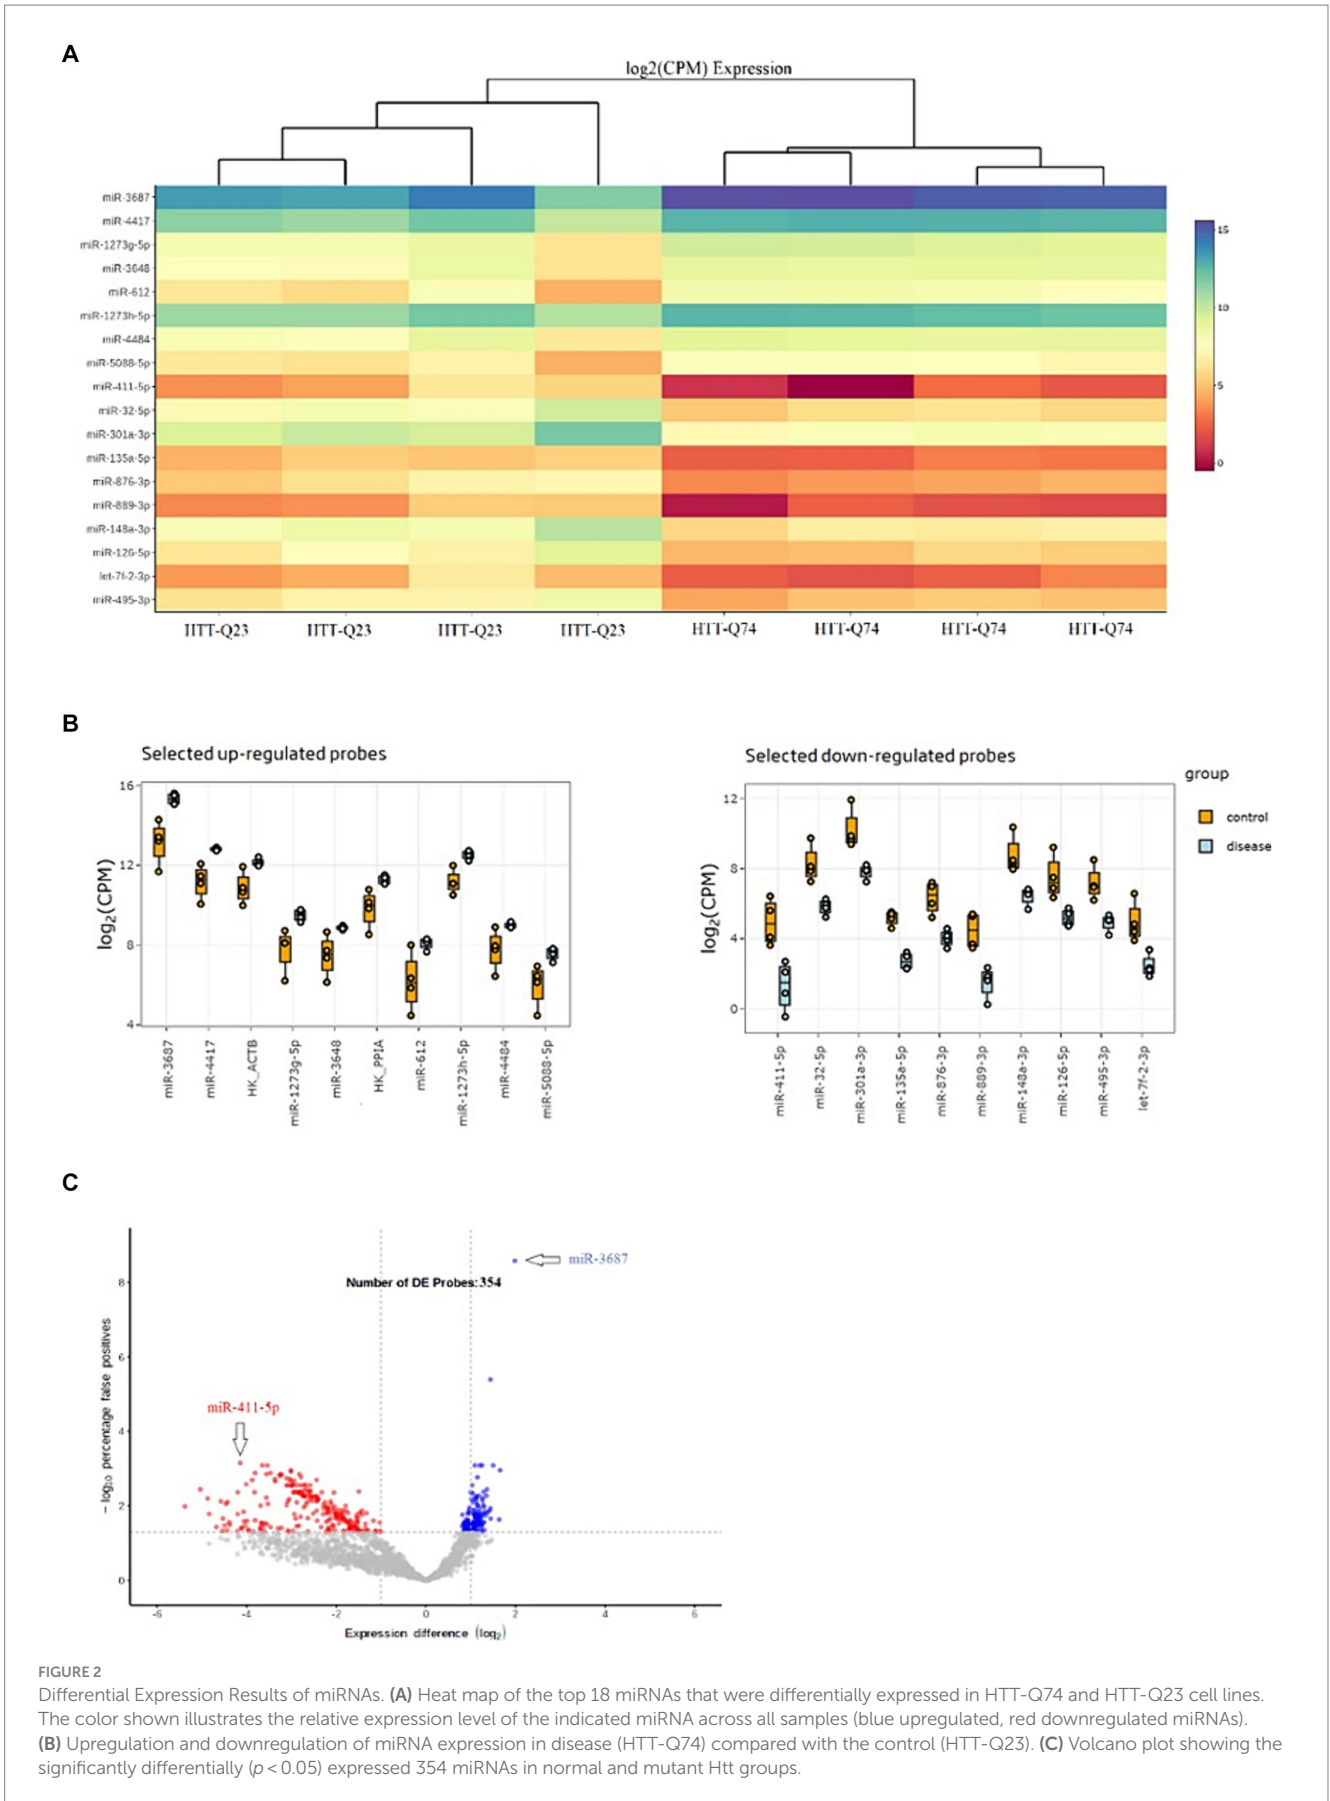 A
log2(CPM) Expression
miR-3687
miR-4417
miR-1273g-5p
miR-3648
miR-612
miR-1273h-5p
miR-4484
miR-5088-5p
miR-411-5p
miR-32-5p
miR-301a-3p
miR-135a-5p
miR-876-3p
miR-889-3p
miR-148a-3p
miR-126-5p
let-7f-2-3p
miR-495-3p
15
10
5
0
HTT-Q23 HTT-Q23 HTT-Q23 HTT-Q23 HTT-Q74 HTT-Q74 HTT-Q74 HTT-Q74
B
Selected up-regulated probes
log2(CPM)
16
12
8
4
miR-3687
miR-4417
HK_ACTB
miR-1273g-5p
miR-3648
HK_PPIA
miR-612
miR-1273h-5p
miR-4484
miR-5088-5p
Selected down-regulated probes
log2(CPM)
12
8
4
0
miR-411-5p
miR-32-5p
miR-301a-3p
miR-135a-5p
miR-876-3p
miR-889-3p
miR-148a-3p
miR-126-5p
miR-495-3p
let-7f-2-3p
group
control
disease
C
miR-3687
Number of DE Probes:354
miR-411-5p
− log10 percentage false positives
8
6
4
2
0
-6 -4 -2 0 2 4 6
Expression difference (log2)
FIGURE 2
Differential Expression Results of miRNAs. (A) Heat map of the top 18 miRNAs that were differentially expressed in HTT-Q74 and HTT-Q23 cell lines.
The color shown illustrates the relative expression level of the indicated miRNA across all samples (blue upregulated, red downregulated miRNAs).
(B) Upregulation and downregulation of miRNA expression in disease (HTT-Q74) compared with the control (HTT-Q23). (C) Volcano plot showing the
significantly differentially (p < 0.05) expressed 354 miRNAs in normal and mutant Htt groups.